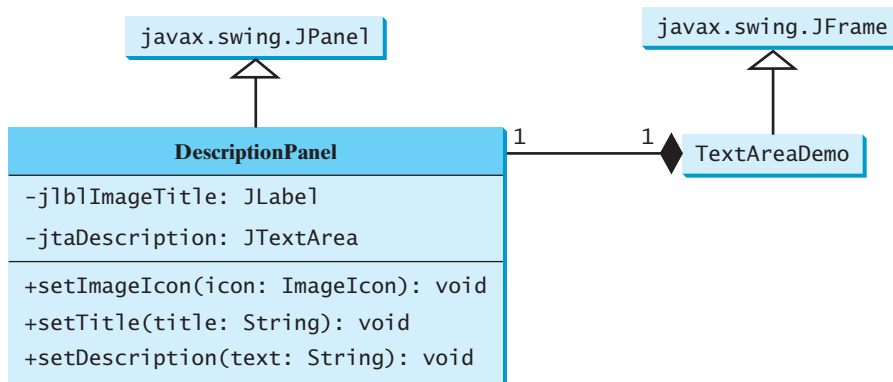 javax.swing.JPanel
javax.swing.JFrame
DescriptionPanel
-jlblImageTitle: JLabel
-jtaDescription: JTextArea
+setImageIcon(icon: ImageIcon): void
+setTitle(title: String): void
+setDescription(text: String): void
1 1
TextAreaDemo